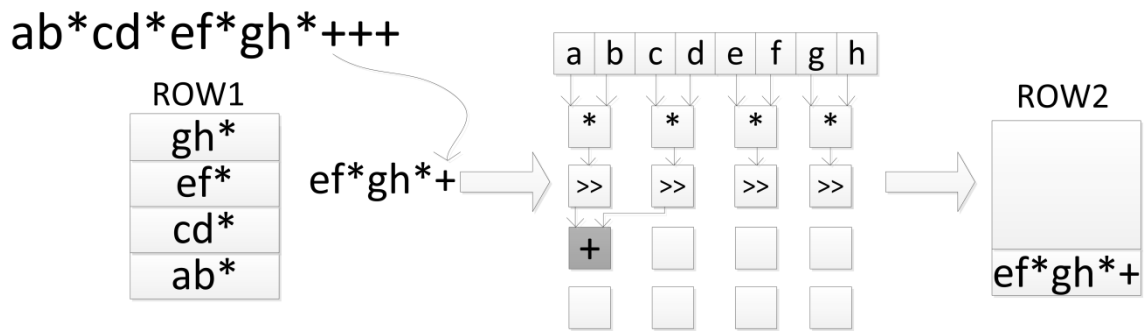 ab*cd*ef*gh*+++
ROW1
gh*
ef*
cd*
ab*
ef*gh*+
a b c d e f g h
* * * *
>> >> >> >>
+
ROW2
ef*gh*+